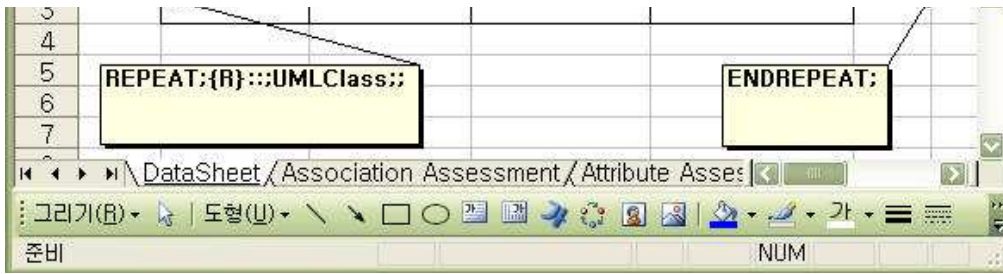 3
4
5
REPEAT;{R}:::;UMLClass;;
ENDREPEAT;
6
7
DataSheet / Association Assessment / Attribute Asses
그리기(R) 도형(U) 가
준비
NUM